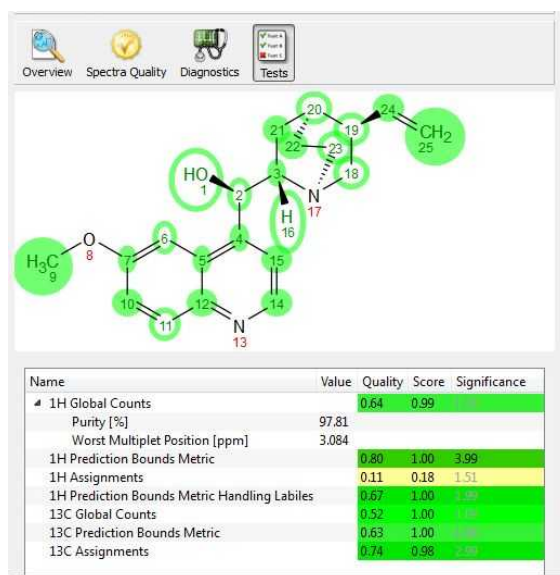 Overview Spectra Quality Diagnostics Tests
20
24
21
19
CH2
25
22
23
HO
1
3
18
2
N
17
H
16
O
8
6
4
H3C
9
7
5
15
10
12
14
11
N
13
Name Value Quality Score Significance
1H Global Counts 0.64 0.99
Purity [%] 97.81
Worst Multiplet Position [ppm] 3.084
1H Prediction Bounds Metric 0.80 1.00 3.99
1H Assignments 0.11 0.18 1.51
1H Prediction Bounds Metric Handling Labiles 0.67 1.00
13C Global Counts 0.52 1.00
13C Prediction Bounds Metric 0.63 1.00
13C Assignments 0.74 0.98